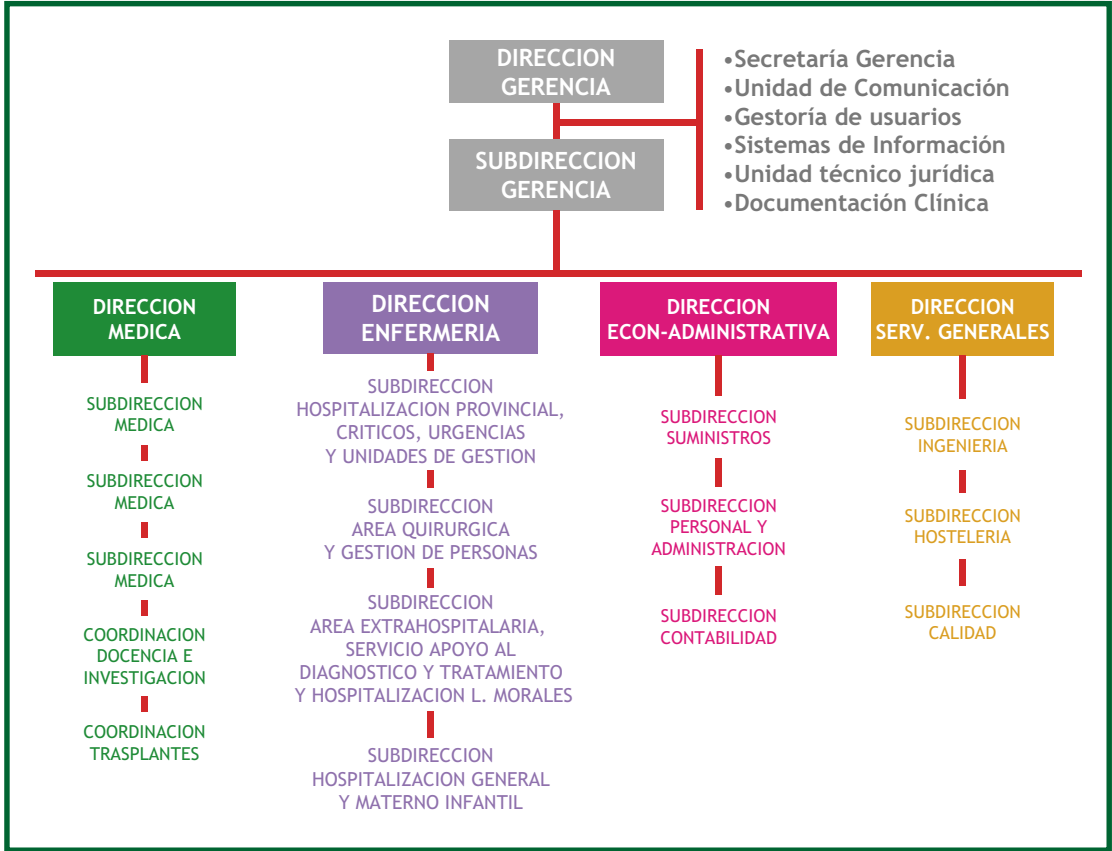 DIRECCION
GERENCIA
SUBDIRECCION
GERENCIA
•Secretaría Gerencia
•Unidad de Comunicación
•Gestoría de usuarios
•Sistemas de Información
•Unidad técnico jurídica
•Documentación Clínica
DIRECCION
MEDICA
SUBDIRECCION
MEDICA
SUBDIRECCION
MEDICA
SUBDIRECCION
MEDICA
COORDINACION
DOCENCIA E
INVESTIGACION
COORDINACION
TRASPLANTES
DIRECCION
ENFERMERIA
SUBDIRECCION
HOSPITALIZACION PROVINCIAL,
CRITICOS, URGENCIAS
Y UNIDADES DE GESTION
SUBDIRECCION
AREA QUIRURGICA
Y GESTION DE PERSONAS
SUBDIRECCION
AREA EXTRAHOSPITALARIA,
SERVICIO APOYO AL
DIAGNOSTICO Y TRATAMIENTO
Y HOSPITALIZACION L. MORALES
SUBDIRECCION
HOSPITALIZACION GENERAL
Y MATERNO INFANTIL
DIRECCION
ECON-ADMINISTRATIVA
SUBDIRECCION
SUMINISTROS
SUBDIRECCION
PERSONAL Y
ADMINISTRACION
SUBDIRECCION
CONTABILIDAD
DIRECCION
SERV. GENERALES
SUBDIRECCION
INGENIERIA
SUBDIRECCION
HOSTELERIA
SUBDIRECCION
CALIDAD